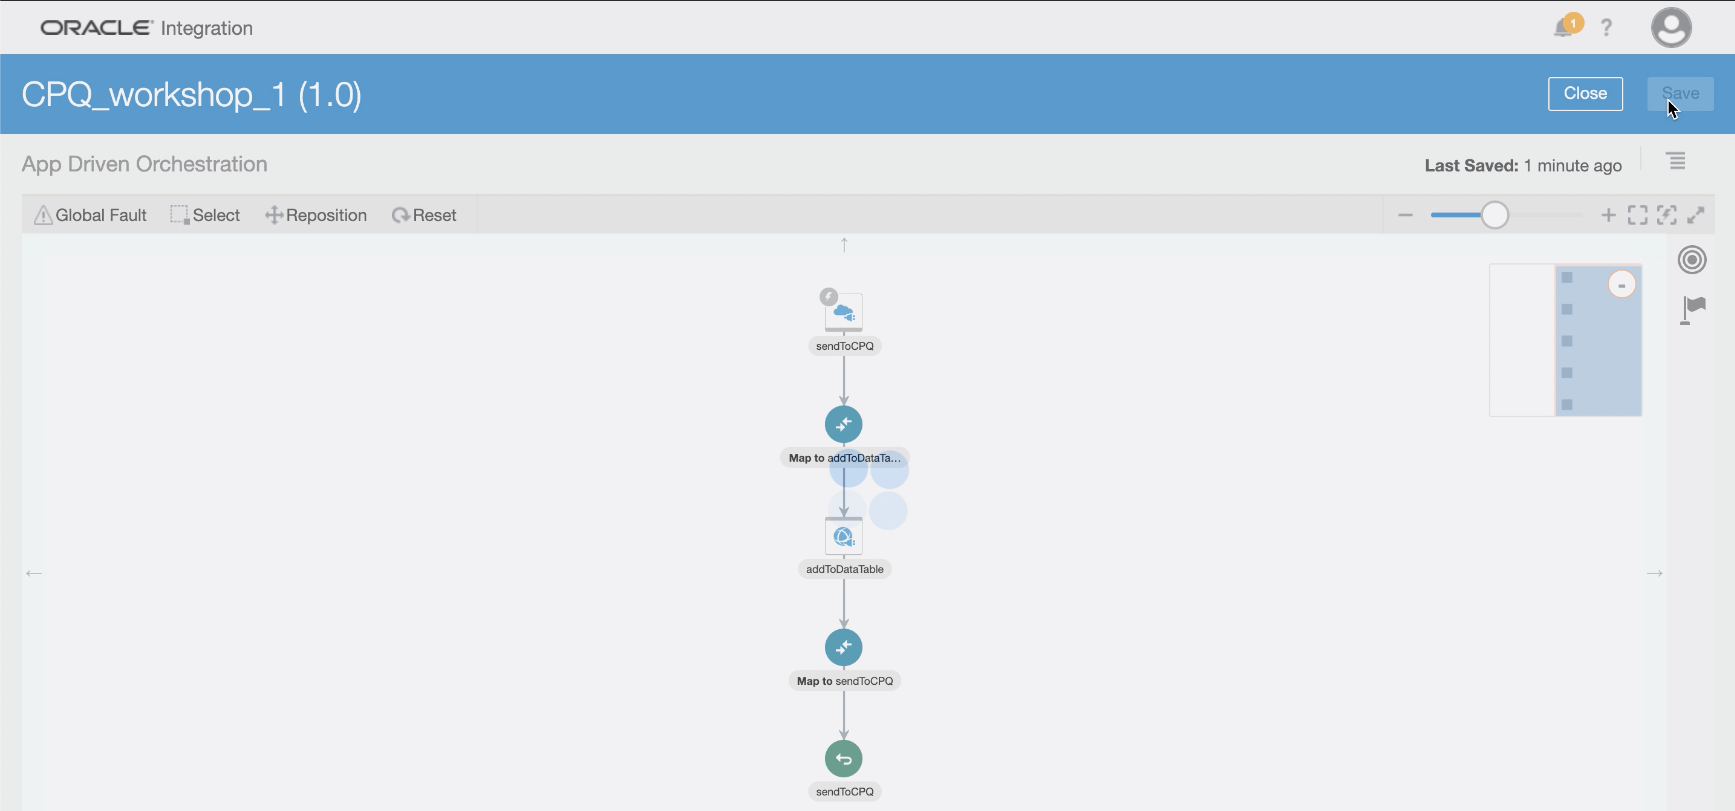 ORACLE Integration
1
?
CPQ_workshop_1 (1.0)
Close
Save
App Driven Orchestration
Last Saved: 1 minute ago
Global Fault
Select
Reposition
Reset
sendToCPQ
Map to addToDataTa...
addToDataTable
Map to sendToCPQ
sendToCPQ